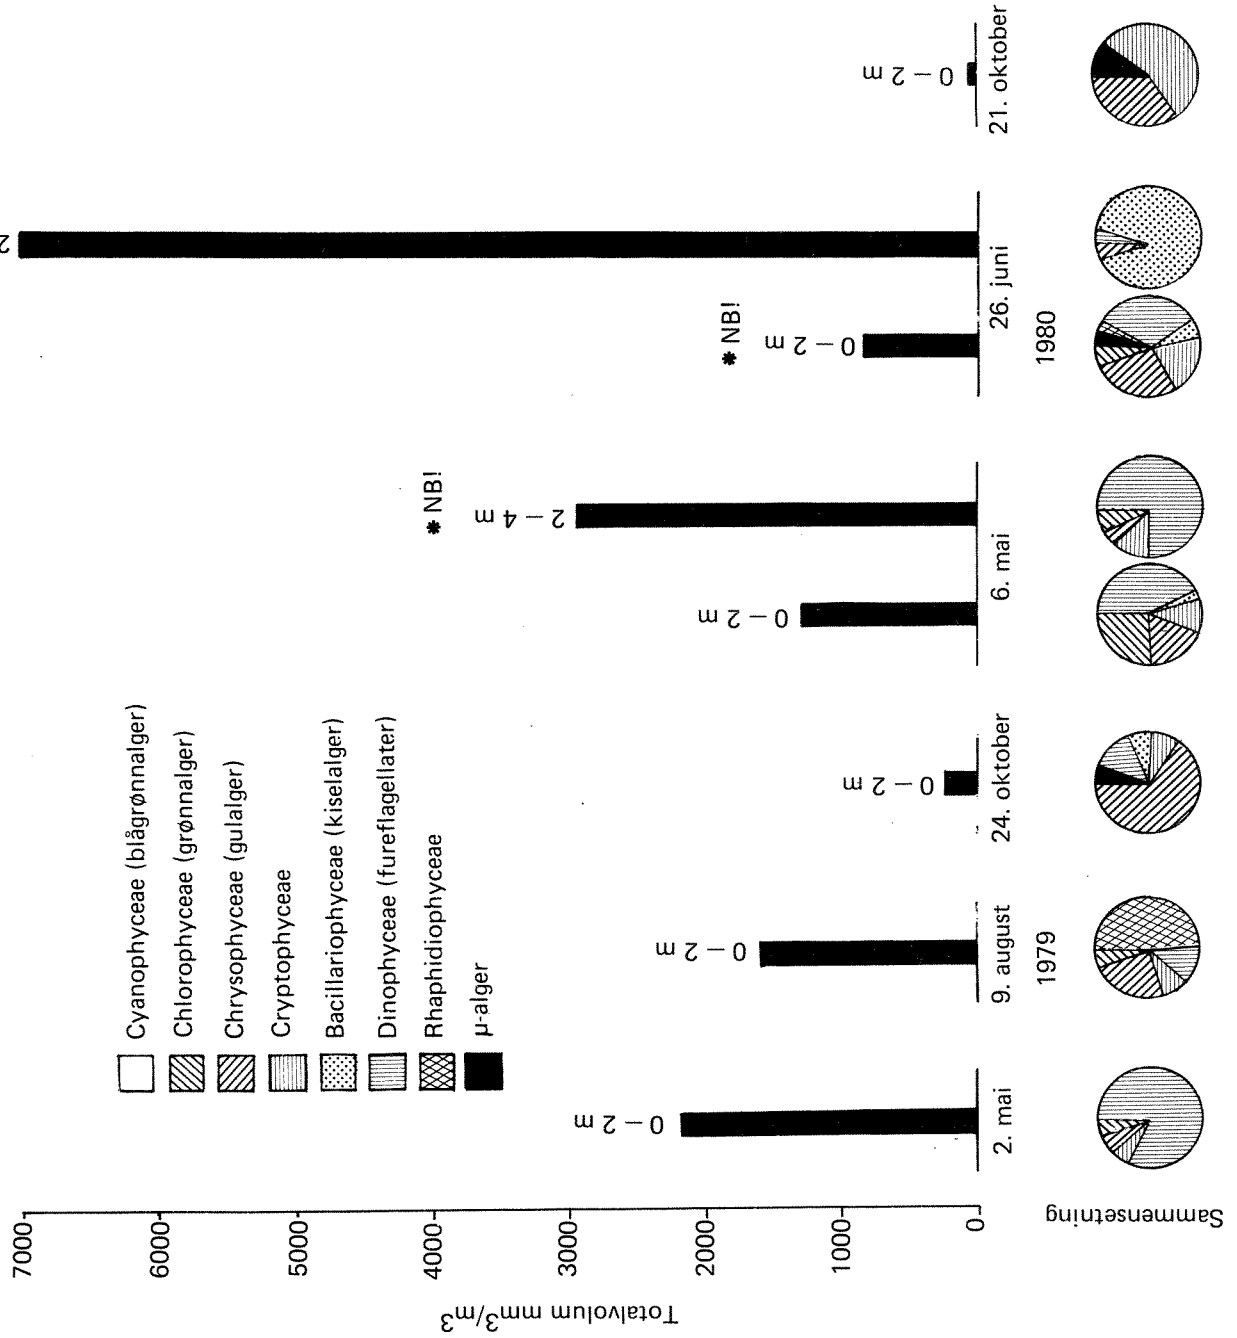 Totalvolum mm³/m³
7000
6000
5000
4000
3000
2000
1000
0
Cyanophyceae (blågrønnalger)
Chlorophyceae (grønnalger)
Chrysophyceae (gulalger)
Cryptophyceae
Bacillariophyceae (kiselalger)
Dinophyceae (fureflagellater)
Rhaphidiophyceae
μ-alger
0 – 2 m
0 – 2 m
0 – 2 m
0 – 2 m
2 – 4 m
✱ NB!
0 – 2 m
✱ NB!
2
0 – 2 m
2. mai
9. august
24. oktober
6. mai
26. juni
21. oktober
1979
1980
Sammensetning